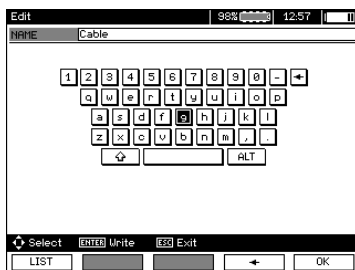 Edit 98% 12:57
NAME Cable
1 2 3 4 5 6 7 8 9 0 -
q w e r t y u i o p
a s d f g h j k l
z x c v b n m , .
ALT
Select ENTER Write ESC Exit
LIST OK